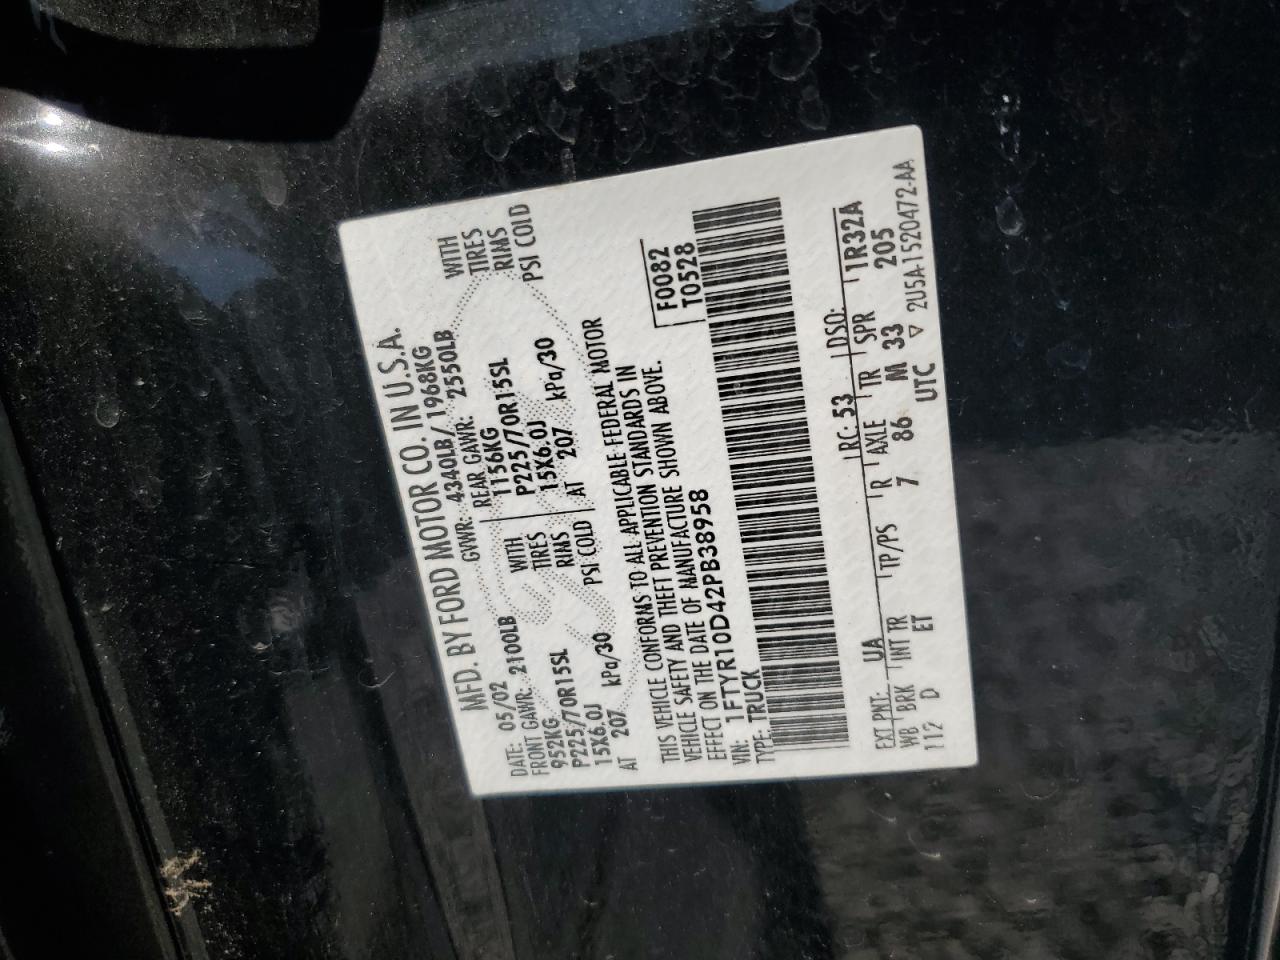 MFD. BY FORD MOTOR CO. IN U.S.A.
DATE: 05/02 GVWR: 4340LB/ 1968KG
FRONT GAWR: 2100LB REAR GAWR: 2550LB
952KG WITH 1156KG WITH
P225/70R15SL TIRES P225/70R15SL TIRES
15X6.0J RIMS 15X6.0J RIMS
AT 207 kPa/30 PSI COLD AT 207 kPa/30 PSI COLD
THIS VEHICLE CONFORMS TO ALL APPLICABLE FEDERAL MOTOR
VEHICLE SAFETY AND THEFT PREVENTION STANDARDS IN
EFFECT ON THE DATE OF MANUFACTURE SHOWN ABOVE.
F0082
T0528
VIN: 1FTYR10D42PB38958
TYPE: TRUCK
EXT PNT: UA RC: 53 DSO:
WB BRK INT TR TP/PS R AXLE TR SPR 1R32A
112 D ET 7 86 M 33 205
UTC ▽ 2U5A-1520472-AA